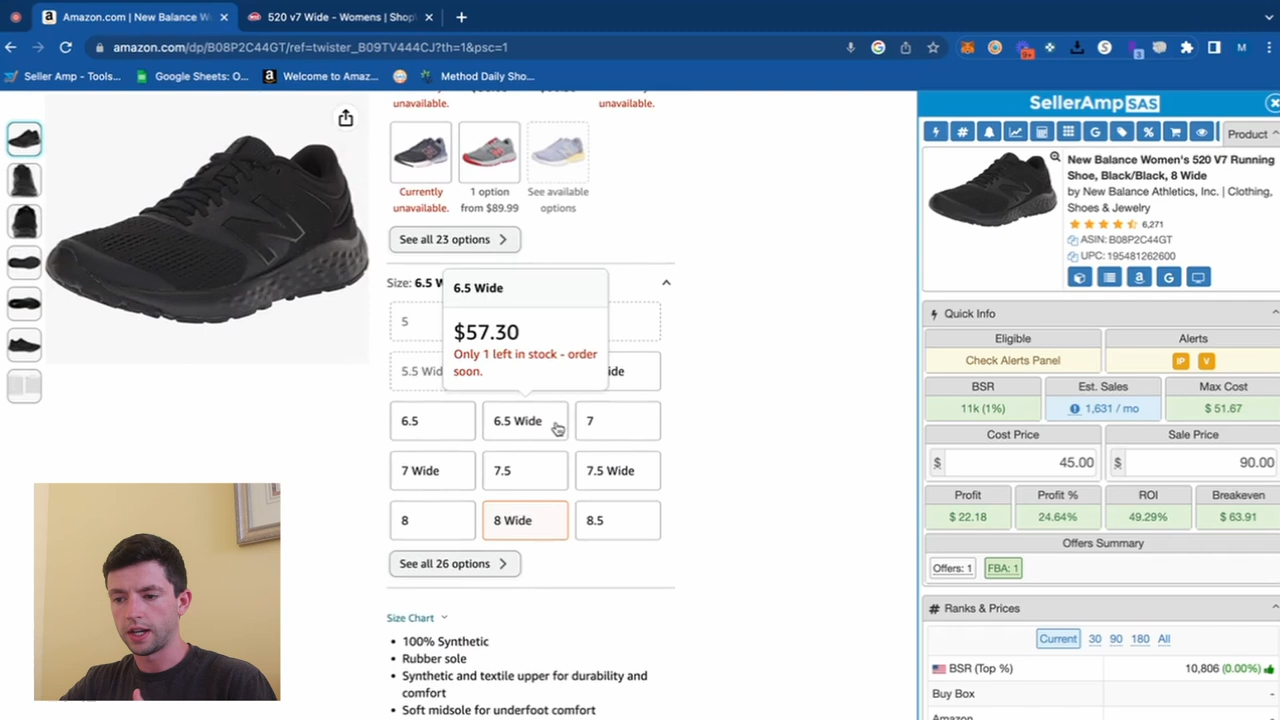 Amazon.com | New Balance W
520 v7 Wide - Womens | Shop
amazon.com/dp/B08P2C44GT/ref=twister_B09TV444CJ?th=1&psc=1
9+
3
M
Seller Amp - Tools...
Google Sheets: O...
Welcome to Amaz...
Method Daily Sho...
unavailable.
unavailable.
Currently
unavailable.
1 option
from $89.99
See available
options
See all 23 options
Size: 6.5 W
6.5 Wide
$57.30
Only 1 left in stock - order
soon.
5
5.5 Wid
ide
6.5
6.5 Wide
7
7 Wide
7.5
7.5 Wide
8
8 Wide
8.5
See all 26 options
Size Chart
• 100% Synthetic
• Rubber sole
• Synthetic and textile upper for durability and
comfort
• Soft midsole for underfoot comfort
SellerAmp SAS
Product
New Balance Women's 520 V7 Running
Shoe, Black/Black, 8 Wide
by New Balance Athletics, Inc. | Clothing,
Shoes & Jewelry
6,271
ASIN: B08P2C44GT
UPC: 195481262600
Quick Info
Eligible
Alerts
Check Alerts Panel
IP
V
BSR
Est. Sales
Max Cost
11k (1%)
1,631 / mo
$ 51.67
Cost Price
Sale Price
$ 45.00
$ 90.00
Profit
Profit %
ROI
Breakeven
$ 22.18
24.64%
49.29%
$ 63.91
Offers Summary
Offers: 1
FBA: 1
Ranks & Prices
Current
30
90
180
All
BSR (Top %)
10,806 (0.00%)
Buy Box
-
Amazon